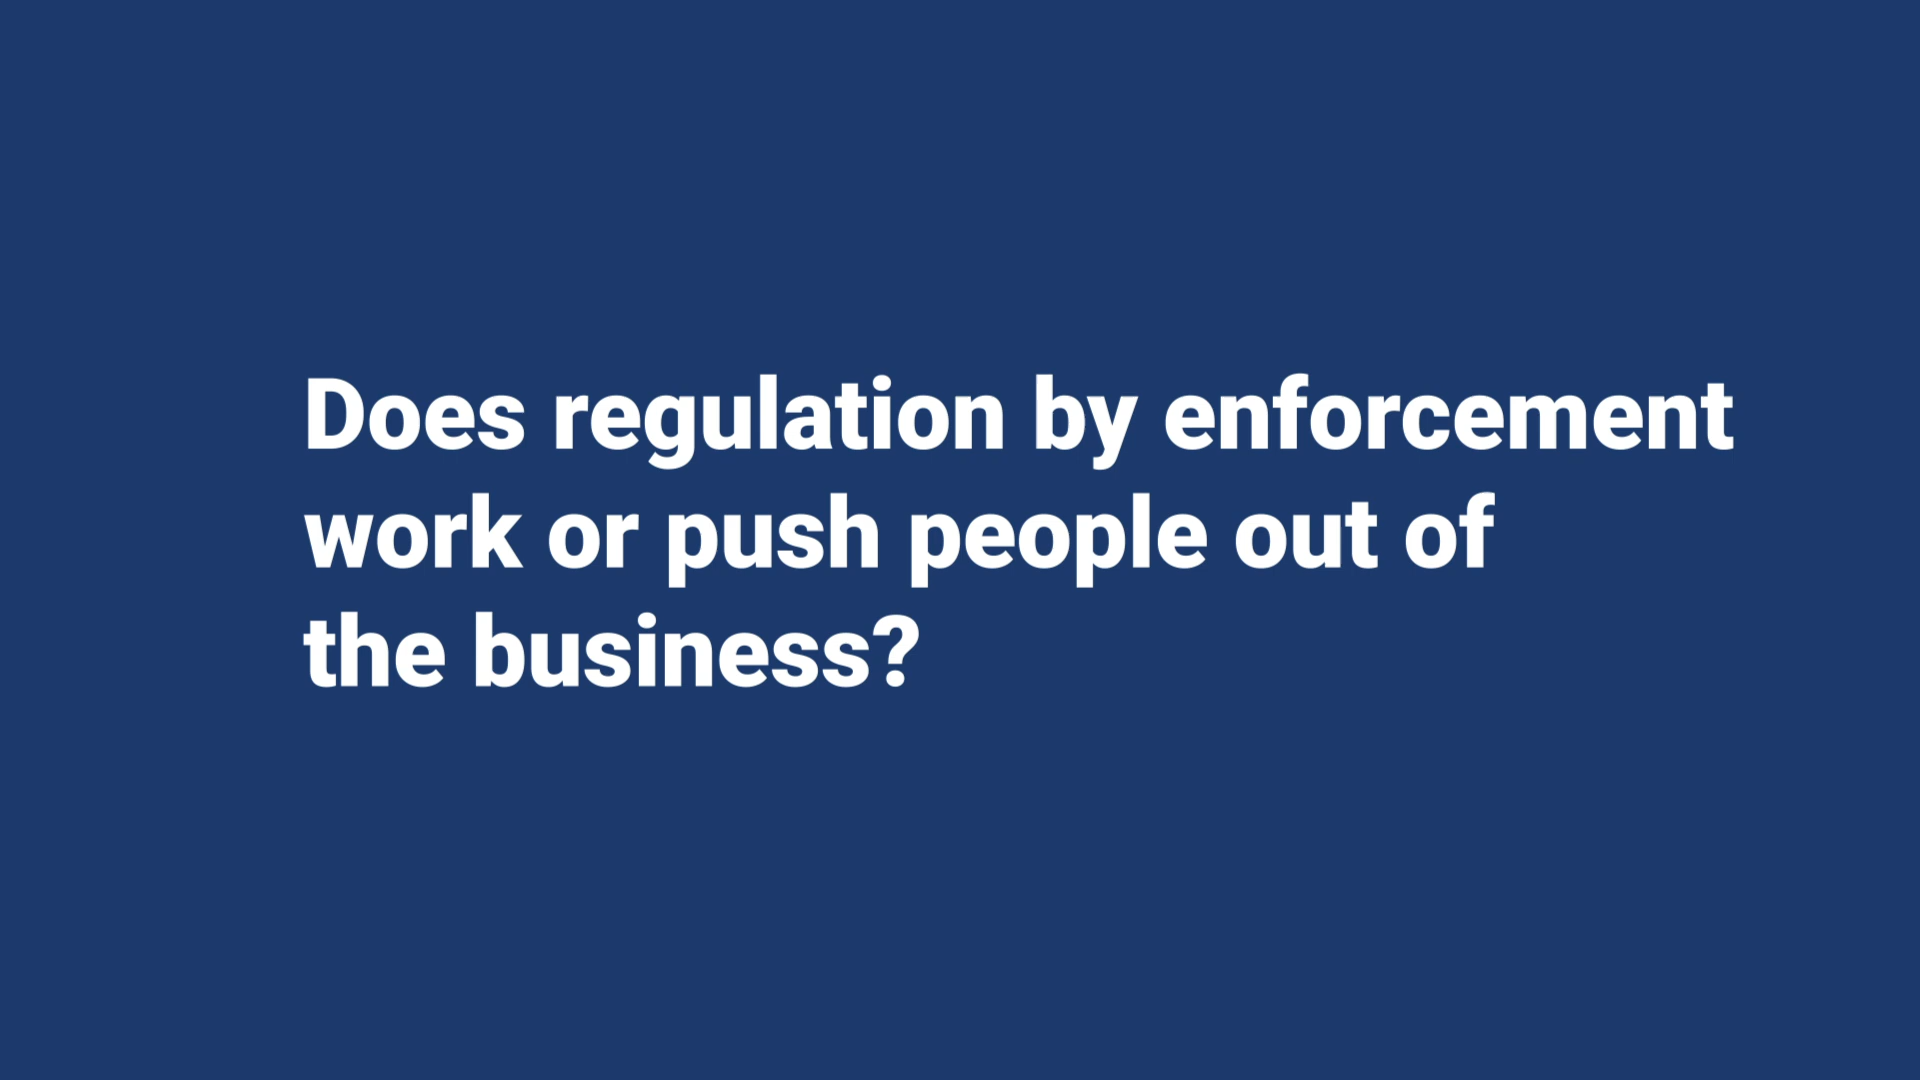 Does regulation by enforcement
work or push people out of
the business?